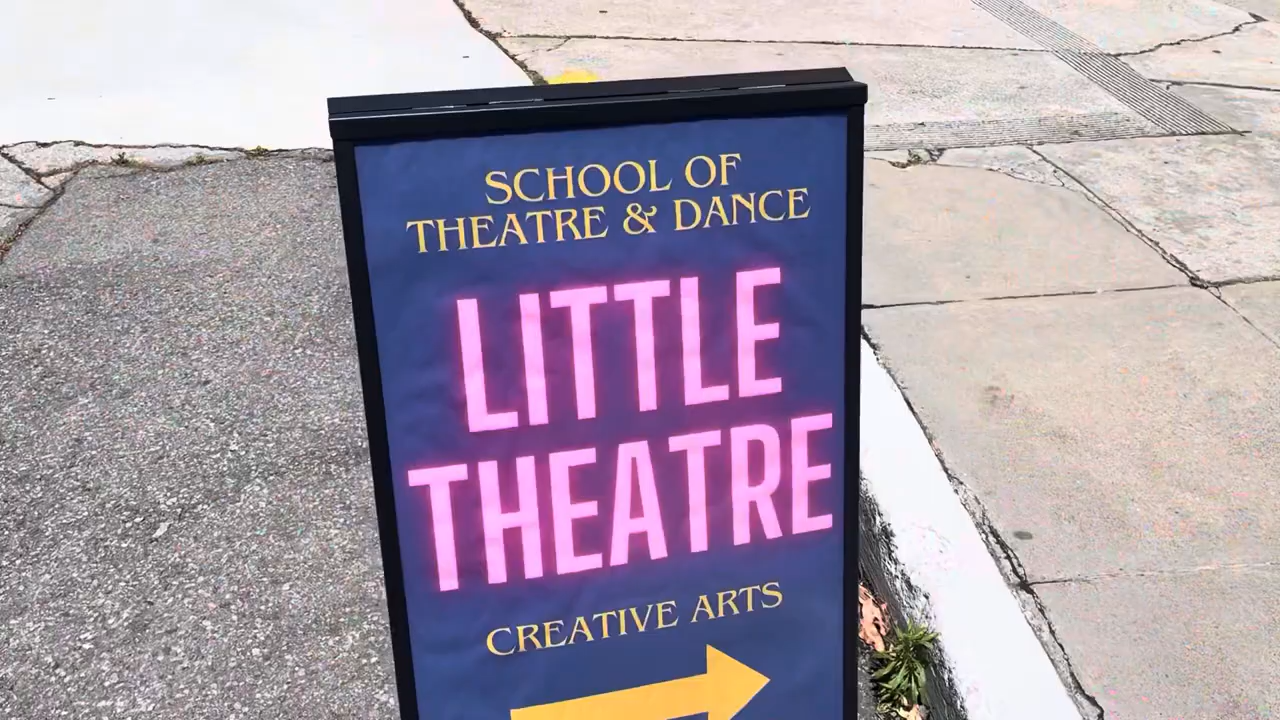 SCHOOL OF
THEATRE & DANCE
LITTLE
THEATRE
CREATIVE ARTS